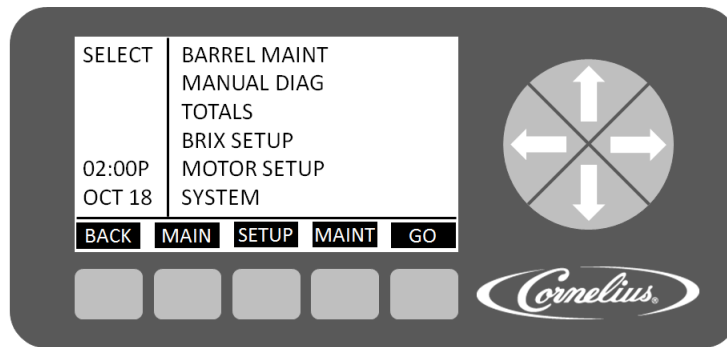 SELECT BARREL MAINT
MANUAL DIAG
TOTALS
BRIX SETUP
02:00P MOTOR SETUP
OCT 18 SYSTEM
BACK MAIN SETUP MAINT GO
Cornelius®